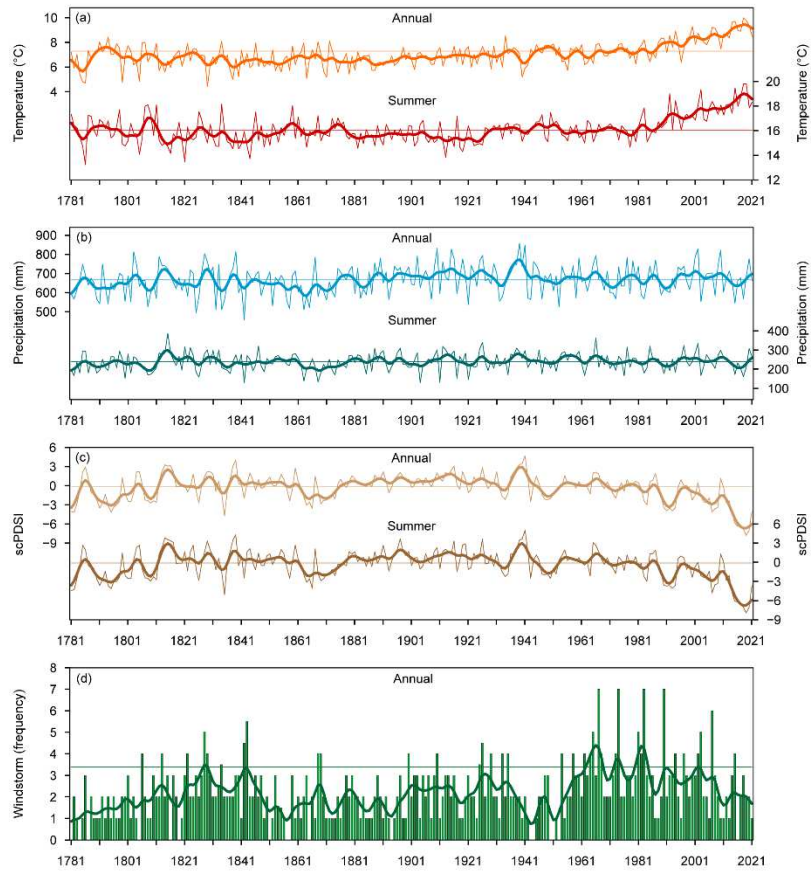 (a) Annual
10
8
6
4
Temperature (°C)
Summer
20
18
16
14
12
Temperature (°C)
1781 1801 1821 1841 1861 1881 1901 1921 1941 1961 1981 2001 2021
(b) Annual
900
800
700
600
500
Precipitation (mm)
Summer
400
300
200
100
Precipitation (mm)
1781 1801 1821 1841 1861 1881 1901 1921 1941 1961 1981 2001 2021
(c) Annual
6
3
0
−3
−6
−9
scPDSI
Summer
6
3
0
−3
−6
−9
scPDSI
1781 1801 1821 1841 1861 1881 1901 1921 1941 1961 1981 2001 2021
(d) Annual
8
7
6
5
4
3
2
1
0
Windstorm (frequency)
1781 1801 1821 1841 1861 1881 1901 1921 1941 1961 1981 2001 2021